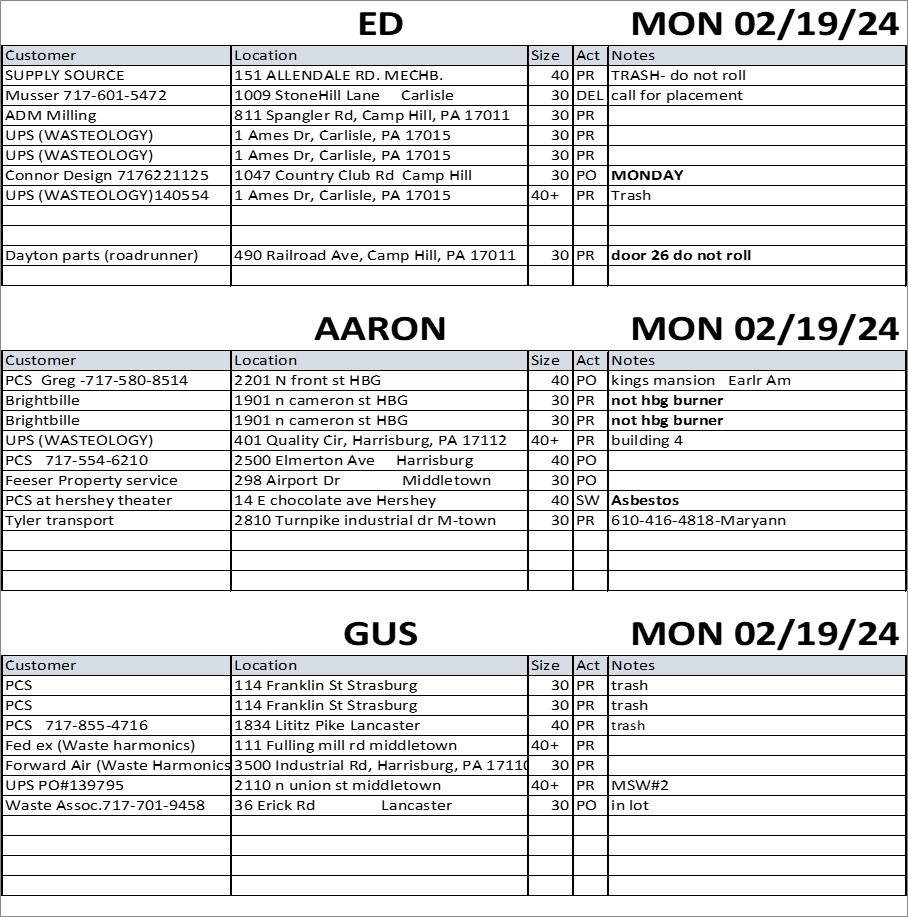 ED MON 02/19/24
Customer Location Size Act Notes
SUPPLY SOURCE 151 ALLENDALE RD. MECHB. 40 PR TRASH- do not roll
Musser 717-601-5472 1009 StoneHill Lane Carlisle 30 DEL call for placement
ADM Milling 811 Spangler Rd, Camp Hill, PA 17011 30 PR
UPS (WASTEOLOGY) 1 Ames Dr, Carlisle, PA 17015 30 PR
UPS (WASTEOLOGY) 1 Ames Dr, Carlisle, PA 17015 30 PR
Connor Design 7176221125 1047 Country Club Rd Camp Hill 30 PO MONDAY
UPS (WASTEOLOGY)140554 1 Ames Dr, Carlisle, PA 17015 40+ PR Trash
Dayton parts (roadrunner) 490 Railroad Ave, Camp Hill, PA 17011 30 PR door 26 do not roll
AARON MON 02/19/24
Customer Location Size Act Notes
PCS Greg -717-580-8514 2201 N front st HBG 40 PO kings mansion Earlr Am
Brightbille 1901 n cameron st HBG 30 PR not hbg burner
Brightbille 1901 n cameron st HBG 30 PR not hbg burner
UPS (WASTEOLOGY) 401 Quality Cir, Harrisburg, PA 17112 40+ PR building 4
PCS 717-554-6210 2500 Elmerton Ave Harrisburg 40 PO
Feeser Property service 298 Airport Dr Middletown 30 PO
PCS at hershey theater 14 E chocolate ave Hershey 40 SW Asbestos
Tyler transport 2810 Turnpike industrial dr M-town 30 PR 610-416-4818-Maryann
GUS MON 02/19/24
Customer Location Size Act Notes
PCS 114 Franklin St Strasburg 30 PR trash
PCS 114 Franklin St Strasburg 30 PR trash
PCS 717-855-4716 1834 Lititz Pike Lancaster 40 PR trash
Fed ex (Waste harmonics) 111 Fulling mill rd middletown 40+ PR
Forward Air (Waste Harmonics 3500 Industrial Rd, Harrisburg, PA 17110 30 PR
UPS PO#139795 2110 n union st middletown 40+ PR MSW#2
Waste Assoc.717-701-9458 36 Erick Rd Lancaster 30 PO in lot